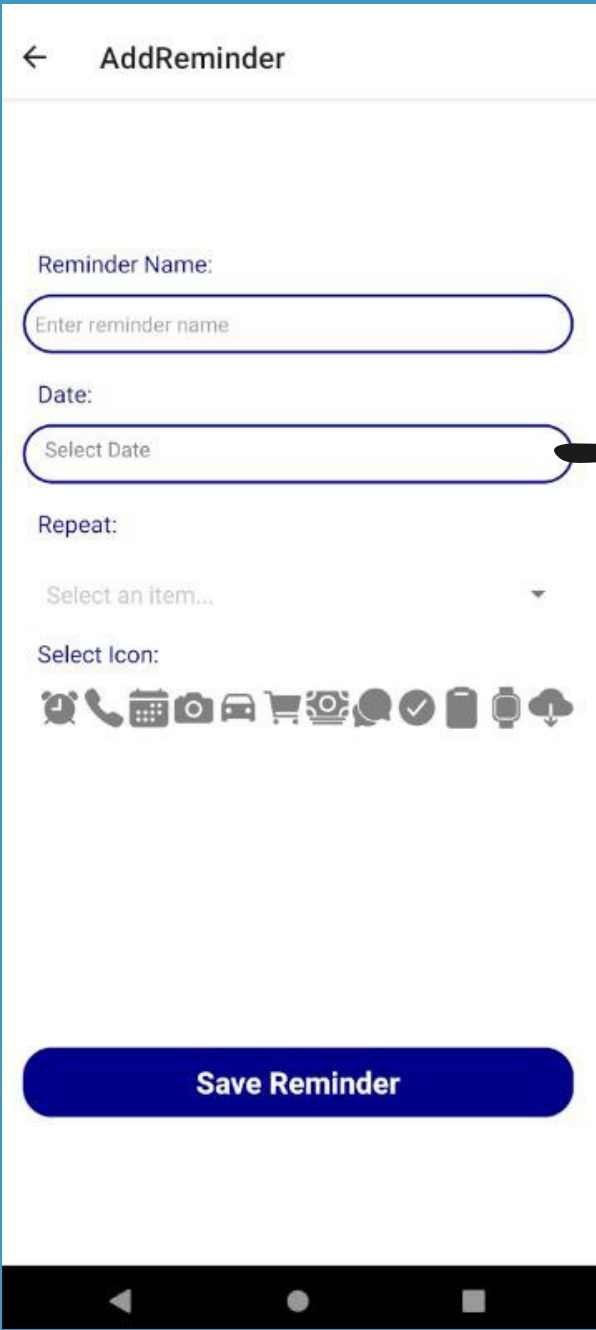 AddReminder
Reminder Name:
Enter reminder name
Date:
Select Date
Repeat:
Select an item...
Select Icon:
Save Reminder